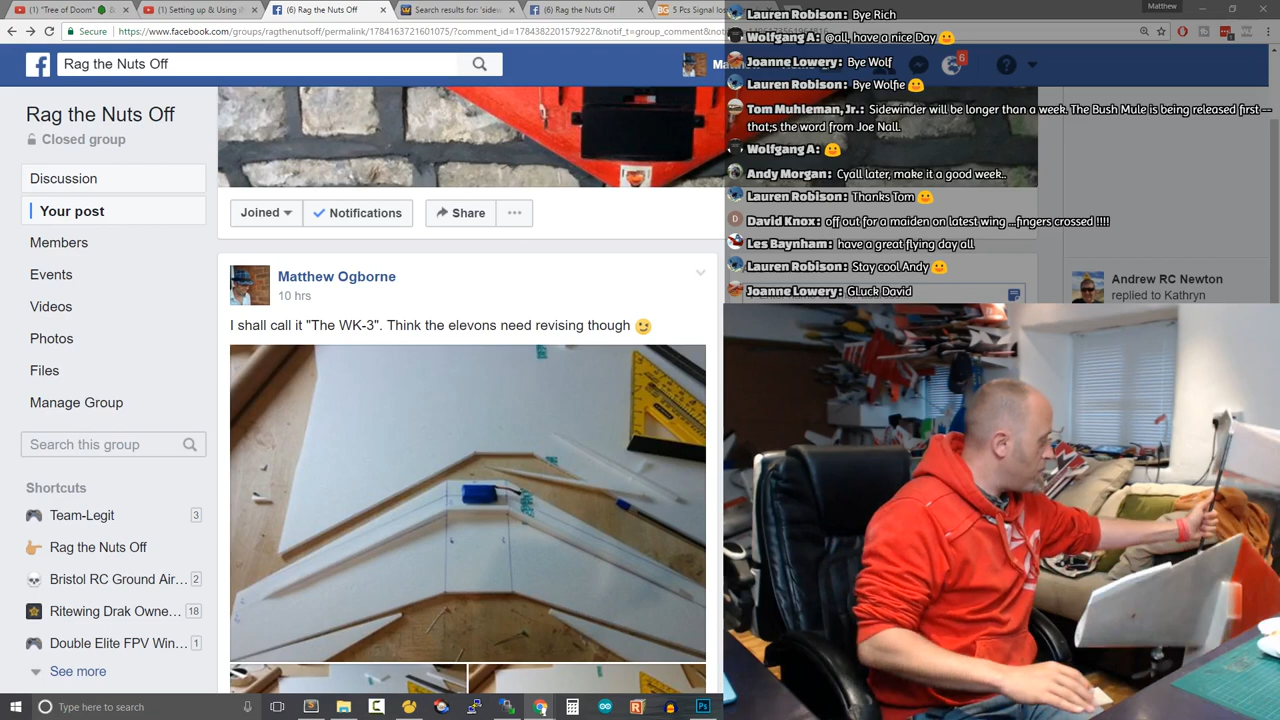 (6) "Tree of Doom"
(1) Setting up & Using
(6) Rag the Nuts Off
Search results for: 'sidew
(6) Rag the Nuts Off
5 Pcs Signal los
Matthew
Secure
https://www.facebook.com/groups/ragthenutsoff/permalink/1784163721601075/?comment_id=1784382201579227&notif_t=group_comment&
Rag the Nuts Off
6
Rag the Nuts Off
Closed group
Discussion
Your post
Members
Events
Videos
Photos
Files
Manage Group
Search this group
Shortcuts
Team-Legit 3
Rag the Nuts Off
Bristol RC Ground Air... 2
Ritewing Drak Owne... 18
Double Elite FPV Win... 1
See more
Joined
Notifications
Share
Matthew Ogborne
10 hrs
I shall call it "The WK-3". Think the elevons need revising though
Lauren Robison: Bye Rich
Wolfgang A: @all, have a nice Day
Joanne Lowery: Bye Wolf
Lauren Robison: Bye Wolfie
Tom Muhleman, Jr.: Sidewinder will be longer than a week. The Bush Mule is being released first --
that;s the word from Joe Nall.
Wolfgang A:
Andy Morgan: Cyall later, make it a good week..
Lauren Robison: Thanks Tom
David Knox: off out for a maiden on latest wing ...fingers crossed !!!!
Les Baynham: have a great flying day all
Lauren Robison: Stay cool Andy
Joanne Lowery: GLuck David
Andrew RC Newton
replied to Kathryn
Type here to search